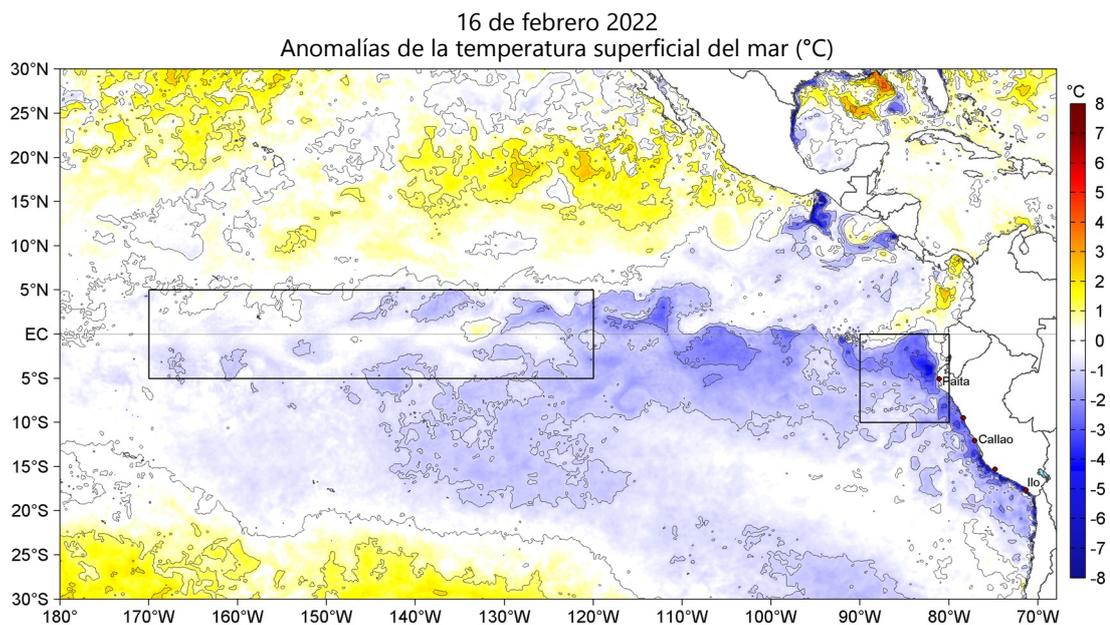 16 de febrero 2022
Anomalías de la temperatura superficial del mar (°C)
30°N
25°N
20°N
15°N
10°N
5°N
EC
5°S
10°S
15°S
20°S
25°S
30°S
180°W
170°W
160°W
150°W
140°W
130°W
120°W
110°W
100°W
90°W
80°W
70°W
Paita
Callao
Ilo
°C
8
7
6
5
4
3
2
1
0
-1
-2
-3
-4
-5
-6
-7
-8